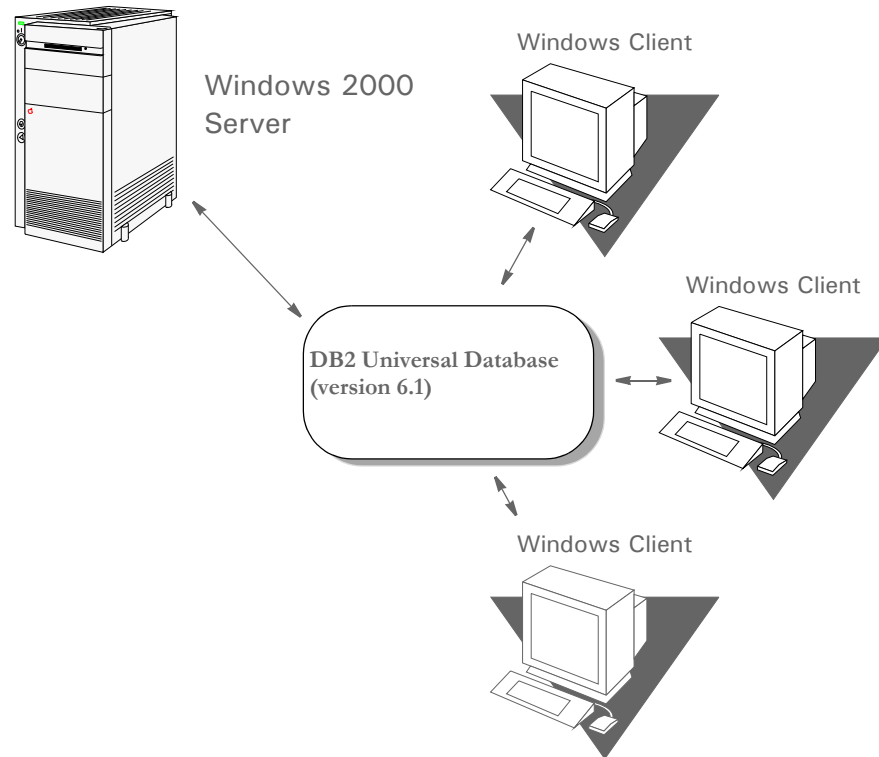 Windows Client
Windows 2000
Server
Windows Client
DB2 Universal Database
(version 6.1)
Windows Client